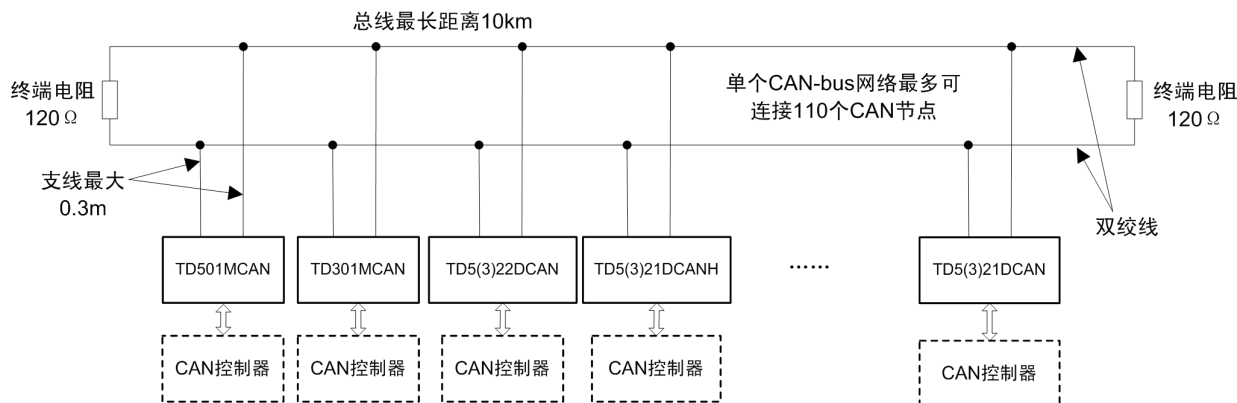 总线最长距离10km
单个CAN-bus网络最多可
连接110个CAN节点
终端电阻
120Ω
终端电阻
120Ω
支线最大
0.3m
双绞线
TD501MCAN
TD301MCAN
TD5(3)22DCAN
TD5(3)21DCANH
……
TD5(3)21DCAN
CAN控制器
CAN控制器
CAN控制器
CAN控制器
CAN控制器